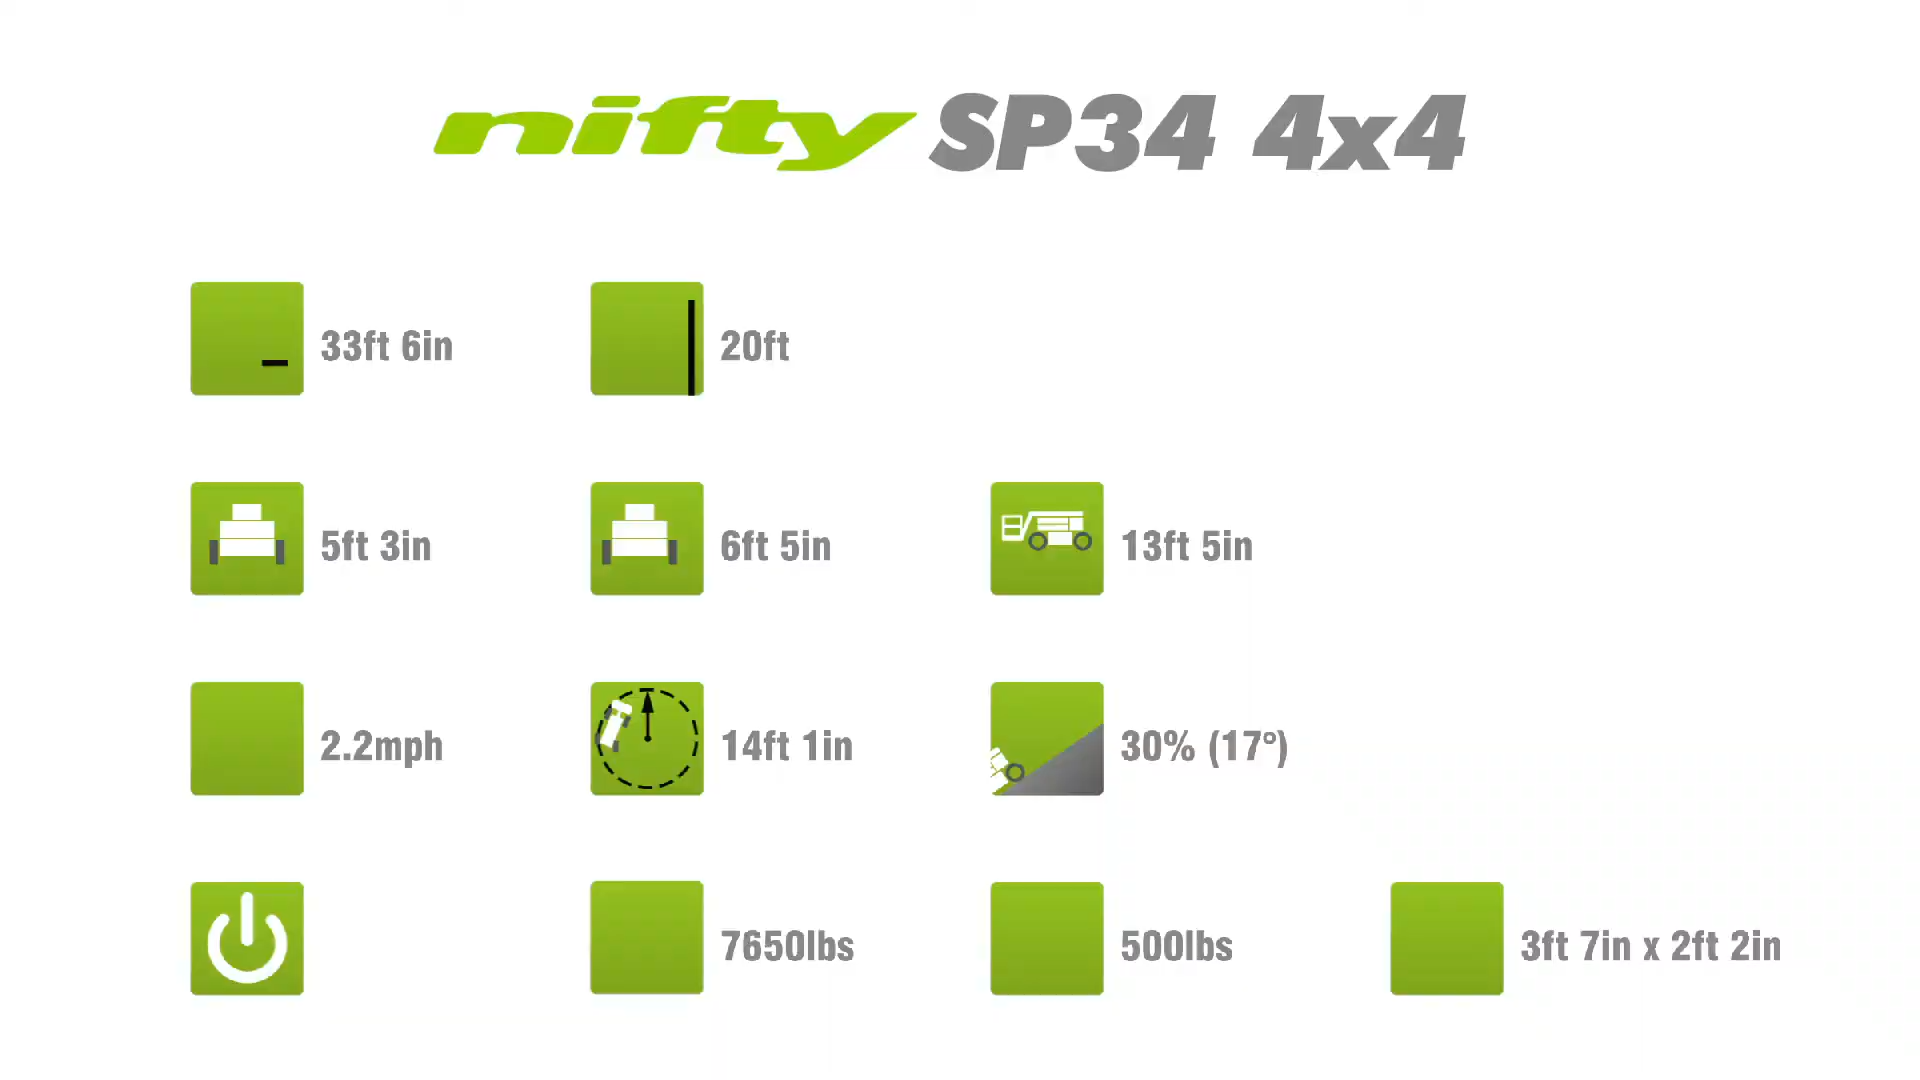 nifty SP34 4x4
33ft 6in
20ft
5ft 3in
6ft 5in
13ft 5in
2.2mph
14ft 1in
30% (17°)
7650lbs
500lbs
3ft 7in x 2ft 2in